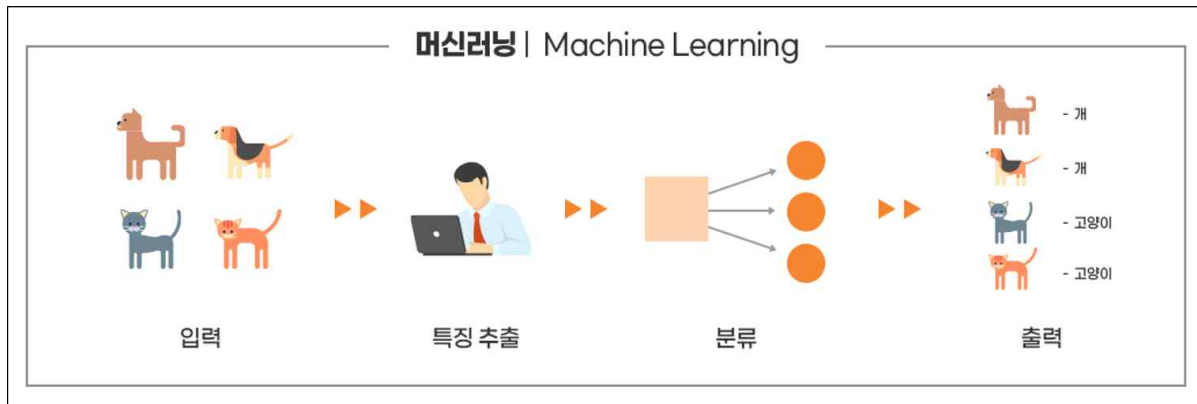 머신러닝 | Machine Learning
- 개
- 개
- 고양이
- 고양이
입력
특징 추출
분류
출력